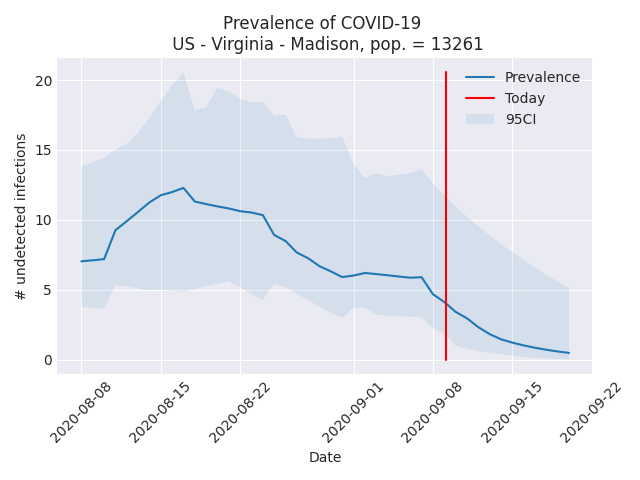 Prevalence of COVID-19
US - Virginia - Madison, pop. = 13261
# undetected infections
20
15
10
5
0
Prevalence
Today
95CI
2020-08-08
2020-08-15
2020-08-22
2020-09-01
2020-09-08
2020-09-15
2020-09-22
Date